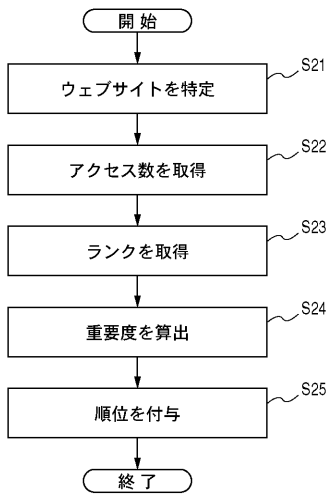 開始
ウェブサイトを特定
S21
アクセス数を取得
S22
ランクを取得
S23
重要度を算出
S24
順位を付与
S25
終了